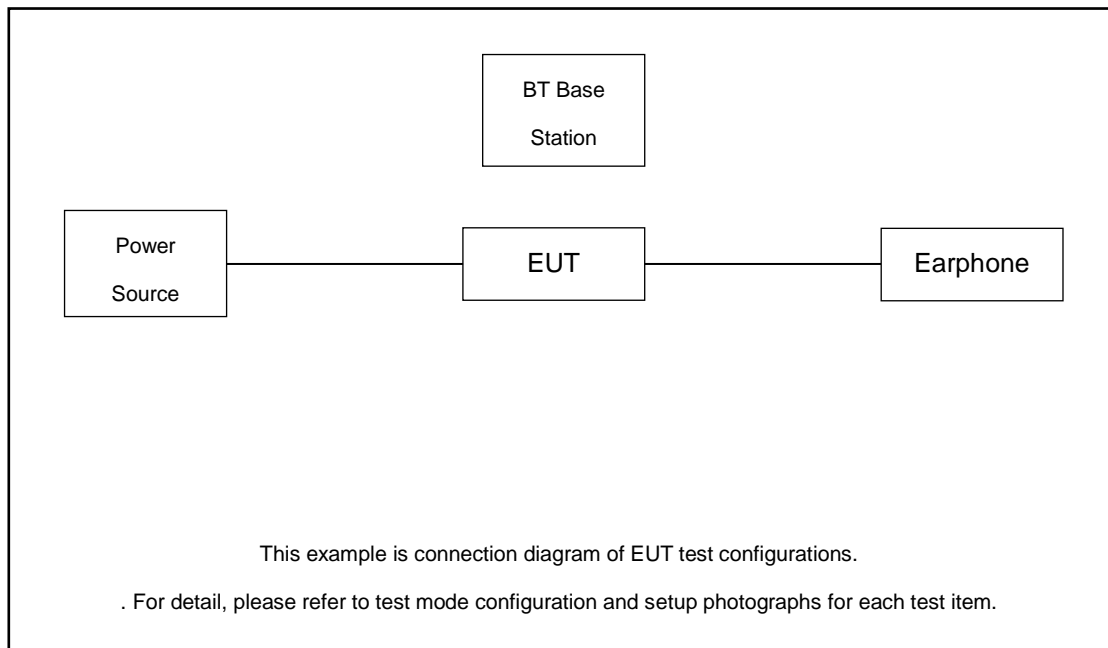 BT Base
Station
Power
Source
EUT
Earphone
This example is connection diagram of EUT test configurations.
. For detail, please refer to test mode configuration and setup photographs for each test item.